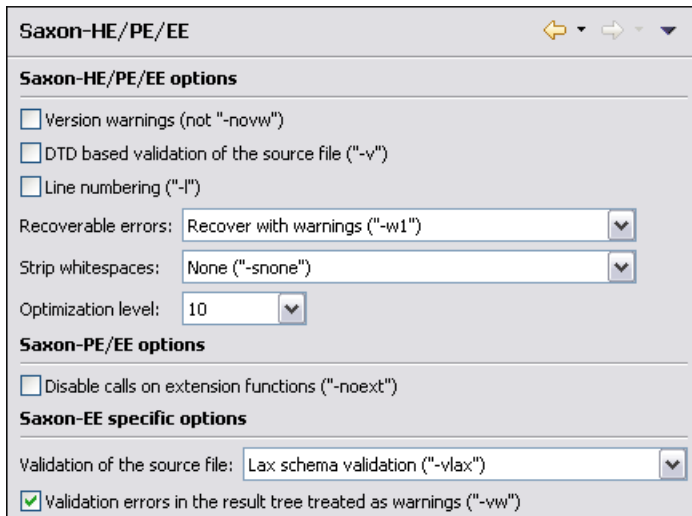 Saxon-HE/PE/EE
Saxon-HE/PE/EE options
Version warnings (not "-novw")
DTD based validation of the source file ("-v")
Line numbering ("-l")
Recoverable errors: Recover with warnings ("-w1")
Strip whitespaces: None ("-snone")
Optimization level: 10
Saxon-PE/EE options
Disable calls on extension functions ("-noext")
Saxon-EE specific options
Validation of the source file: Lax schema validation ("-vlax")
Validation errors in the result tree treated as warnings ("-vw")